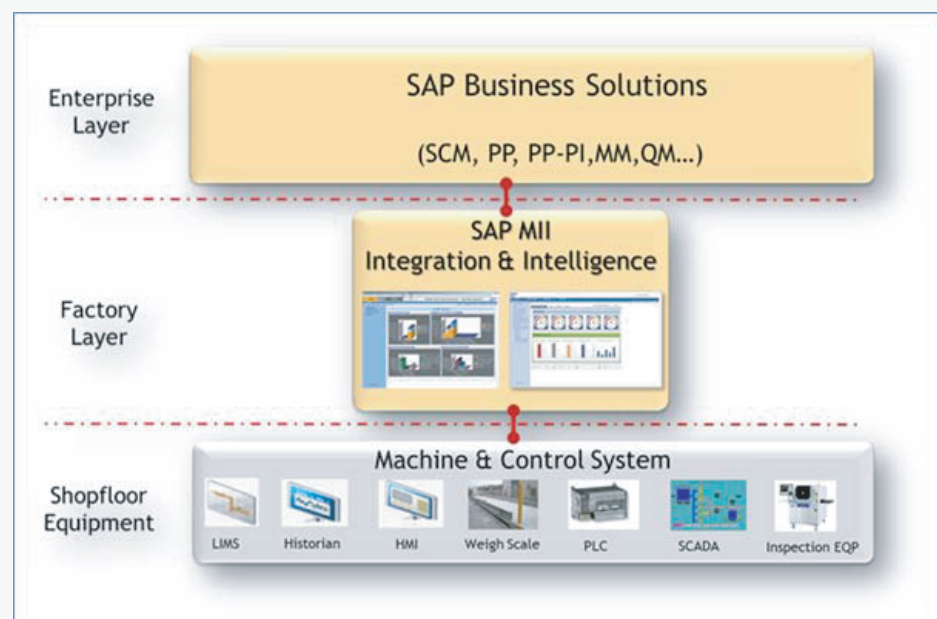 SAP Business Solutions
Enterprise
Layer
(SCM, PP, PP-PI,MM,QM...)
SAP MII
Integration & Intelligence
Factory
Layer
Machine & Control System
Shopfloor
Equipment
LIMS
Historian
HMI
Weigh Scale
PLC
SCADA
Inspection EQP